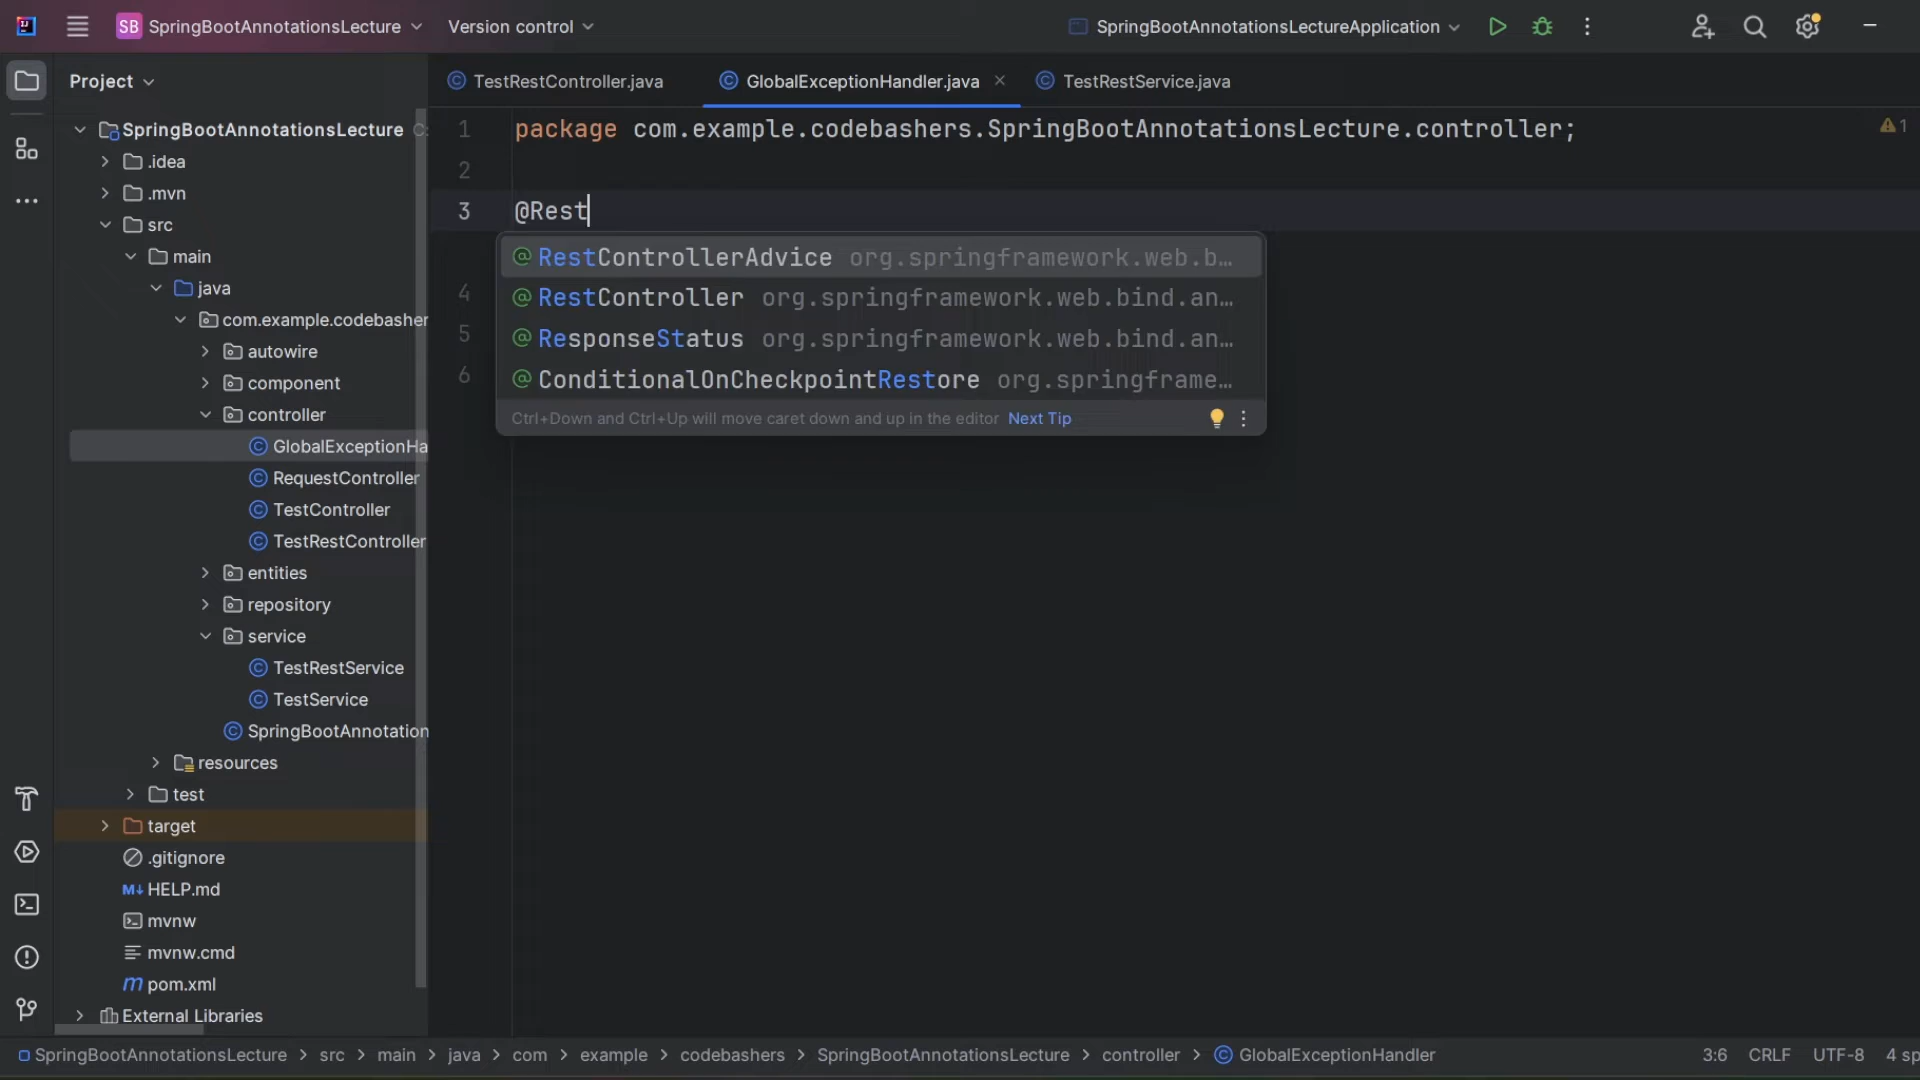 SB SpringBootAnnotationsLecture Version control SpringBootAnnotationsLectureApplication
Project
SpringBootAnnotationsLecture C:
.idea
.mvn
src
main
java
com.example.codebasher
autowire
component
controller
GlobalExceptionHa
RequestController
TestController
TestRestController
entities
repository
service
TestRestService
TestService
SpringBootAnnotation
resources
test
target
.gitignore
HELP.md
mvnw
mvnw.cmd
pom.xml
External Libraries
TestRestController.java GlobalExceptionHandler.java TestRestService.java
1 package com.example.codebashers.SpringBootAnnotationsLecture.controller; 1
2
3 @Rest
RestControllerAdvice org.springframework.web.b…
4 RestController org.springframework.web.bind.an…
5 ResponseStatus org.springframework.web.bind.an…
6 ConditionalOnCheckpointRestore org.springframe…
Ctrl+Down and Ctrl+Up will move caret down and up in the editor Next Tip
SpringBootAnnotationsLecture > src > main > java > com > example > codebashers > SpringBootAnnotationsLecture > controller > GlobalExceptionHandler 3:6 CRLF UTF-8 4 sp